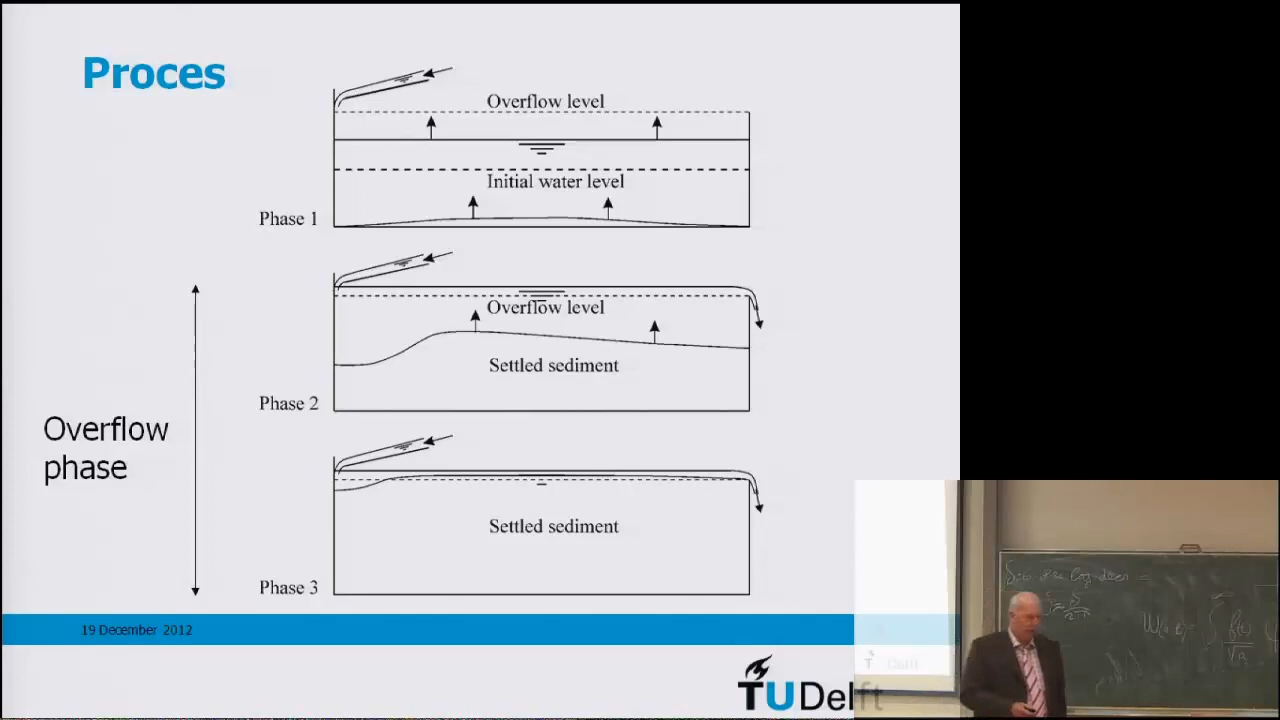 Proces
Overflow level
Initial water level
Phase 1
Overflow level
Settled sediment
Phase 2
Overflow
phase
Settled sediment
Phase 3
19 December 2012
TUDelft